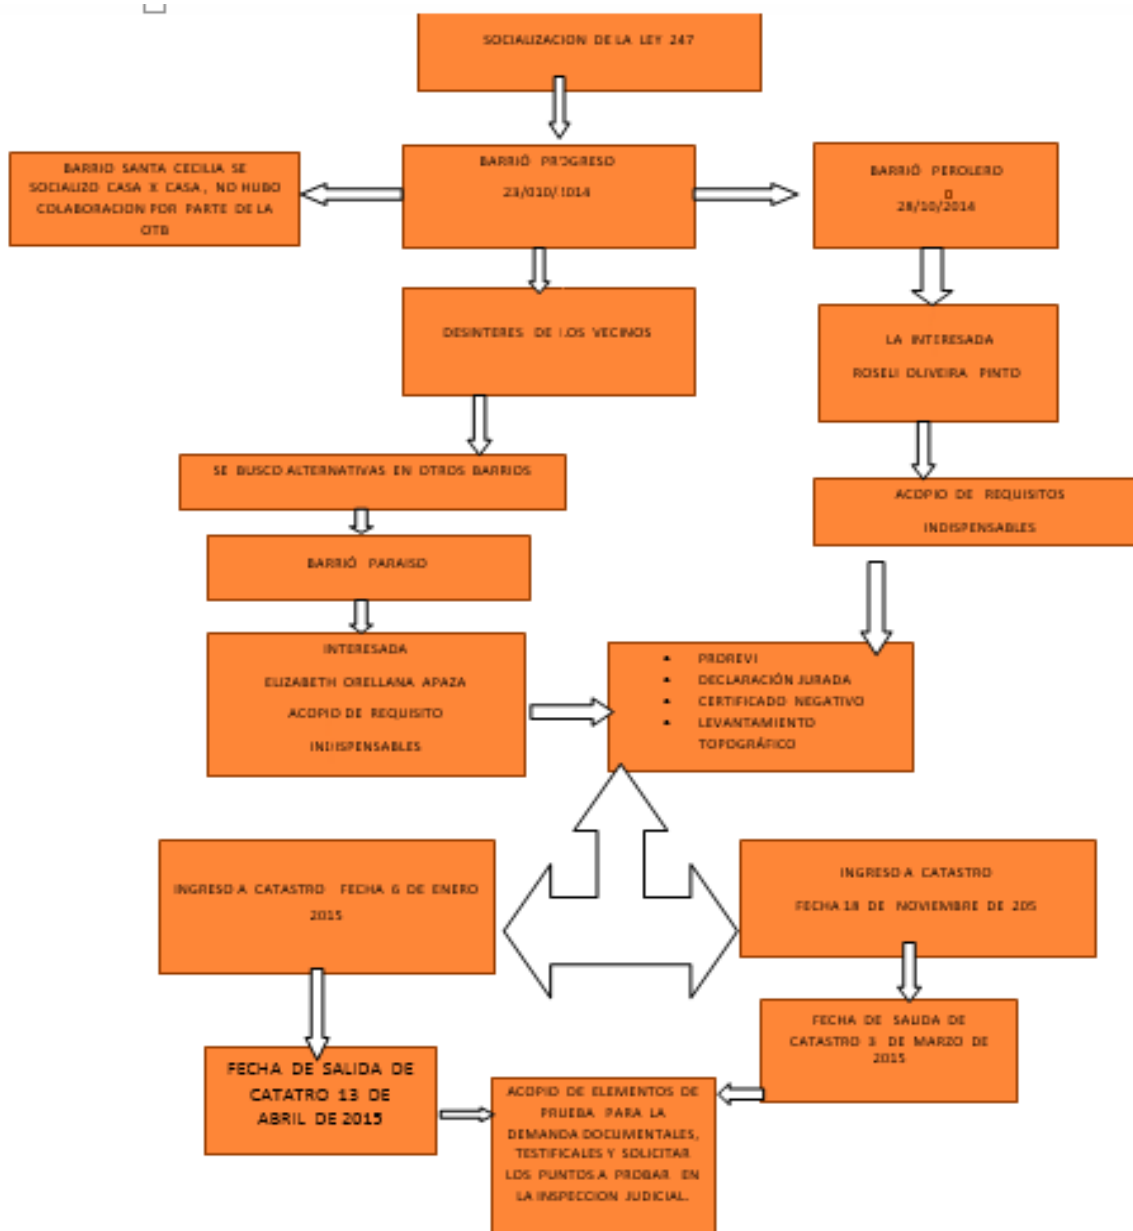 SOCIALIZACION DE LA LEY 247
BARRIO SANTA CECILIA SE
SOCIALIZO CASA X CASA, NO HUBO
COLABORACION POR PARTE DE LA
OTB
BARRIÓ PROGRESO
BARRIÓ PEROLERO
28/10/2014
DESINTERES DE LOS VECINOS
LA INTERESADA
ROSELI OLIVEIRA PINTO
SE BUSCO ALTERNATIVAS EN OTROS BARRIOS
ACOPIO DE REQUISITOS
INDISPENSABLES
BARRIÓ PARAISO
INTERESADA
ELIZABETH ORELLANA APAZA
ACOPIO DE REQUISITO
INDISPENSABLES
• PROREVI
• DECLARACIÓN JURADA
• CERTIFICADO NEGATIVO
• LEVANTAMIENTO
TOPOGRÁFICO
INGRESO A CATASTRO FECHA 6 DE ENERO
2015
INGRESO A CATASTRO
FECHA 18 DE NOVIEMBRE DE 205
FECHA DE SALIDA DE
CATASTRO 3 DE MARZO DE
2015
FECHA DE SALIDA DE
CATATRO 13 DE
ABRIL DE 2015
ACOPIO DE ELEMENTOS DE
PRUEBA PARA LA
DEMANDA DOCUMENTALES,
TESTIFICALES Y SOLICITAR
LOS PUNTOS A PROBAR EN
LA INSPECCION JUDICIAL.